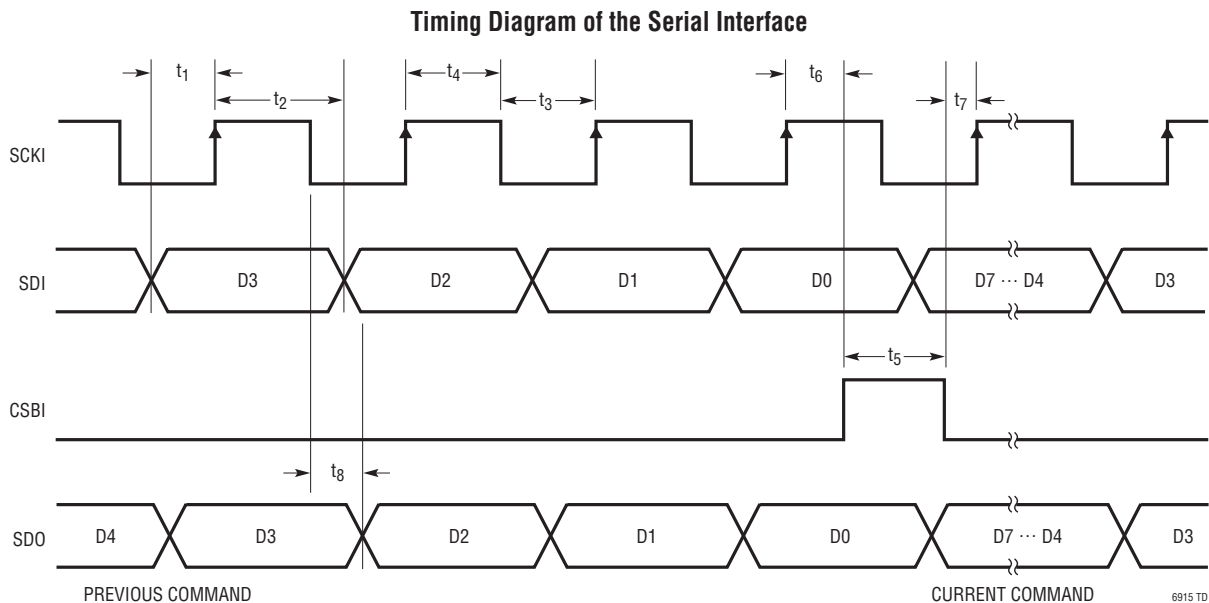 Timing Diagram of the Serial Interface
t1
t2
t4
t3
t6
t7
SCKI
SDI
D3
D2
D1
D0
D7 ··· D4
D3
t5
CSBI
t8
SDO
D4
D3
D2
D1
D0
D7 ··· D4
D3
PREVIOUS COMMAND
CURRENT COMMAND
6915 TD